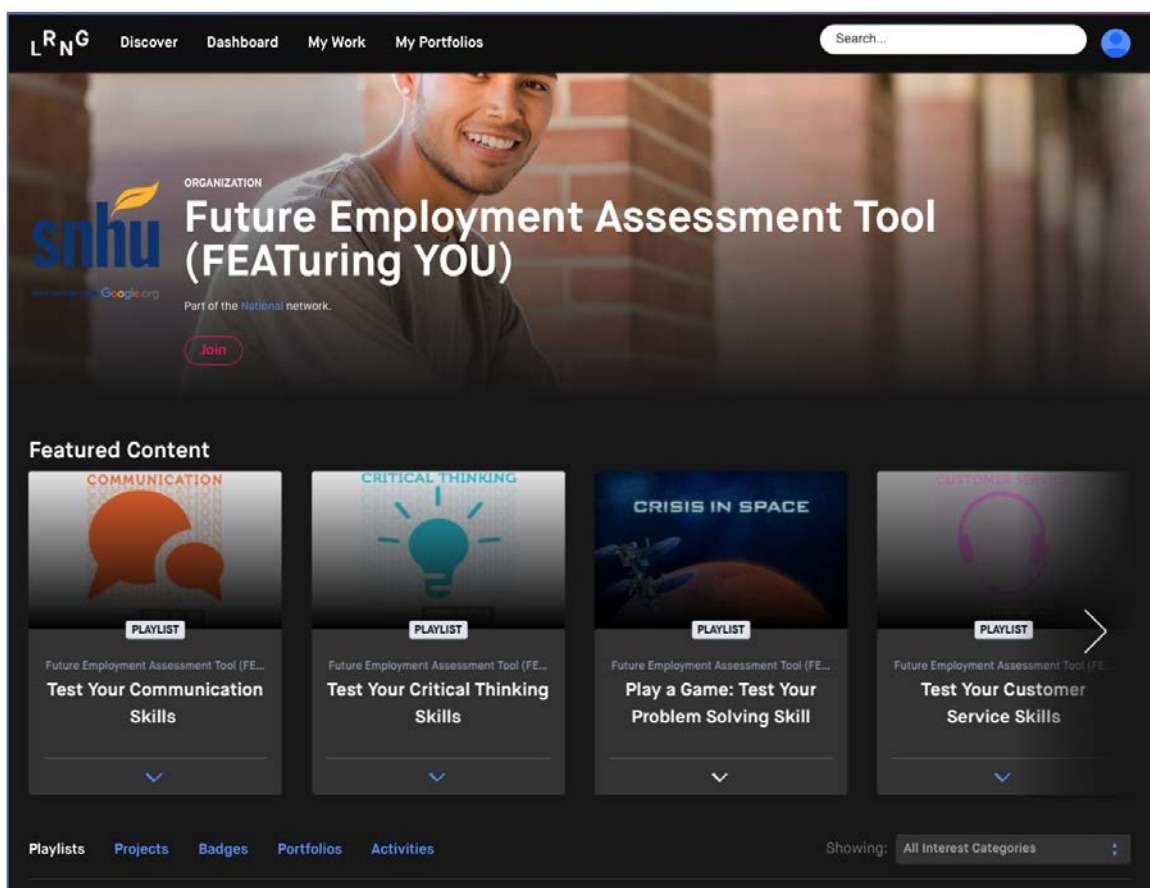 LRNG Discover Dashboard My Work My Portfolios Search...
ORGANIZATION
Future Employment Assessment Tool
(FEATuring YOU)
snhu
Google.org
Part of the National network.
Join
Featured Content
COMMUNICATION
PLAYLIST
Future Employment Assessment Tool (FE...
Test Your Communication
Skills
CRITICAL THINKING
PLAYLIST
Future Employment Assessment Tool (FE...
Test Your Critical Thinking
Skills
CRISIS IN SPACE
PLAYLIST
Future Employment Assessment Tool (FE...
Play a Game: Test Your
Problem Solving Skill
CUSTOMER SERVICE
PLAYLIST
Future Employment Assessment Tool (FE...
Test Your Customer
Service Skills
Playlists Projects Badges Portfolios Activities Showing: All Interest Categories